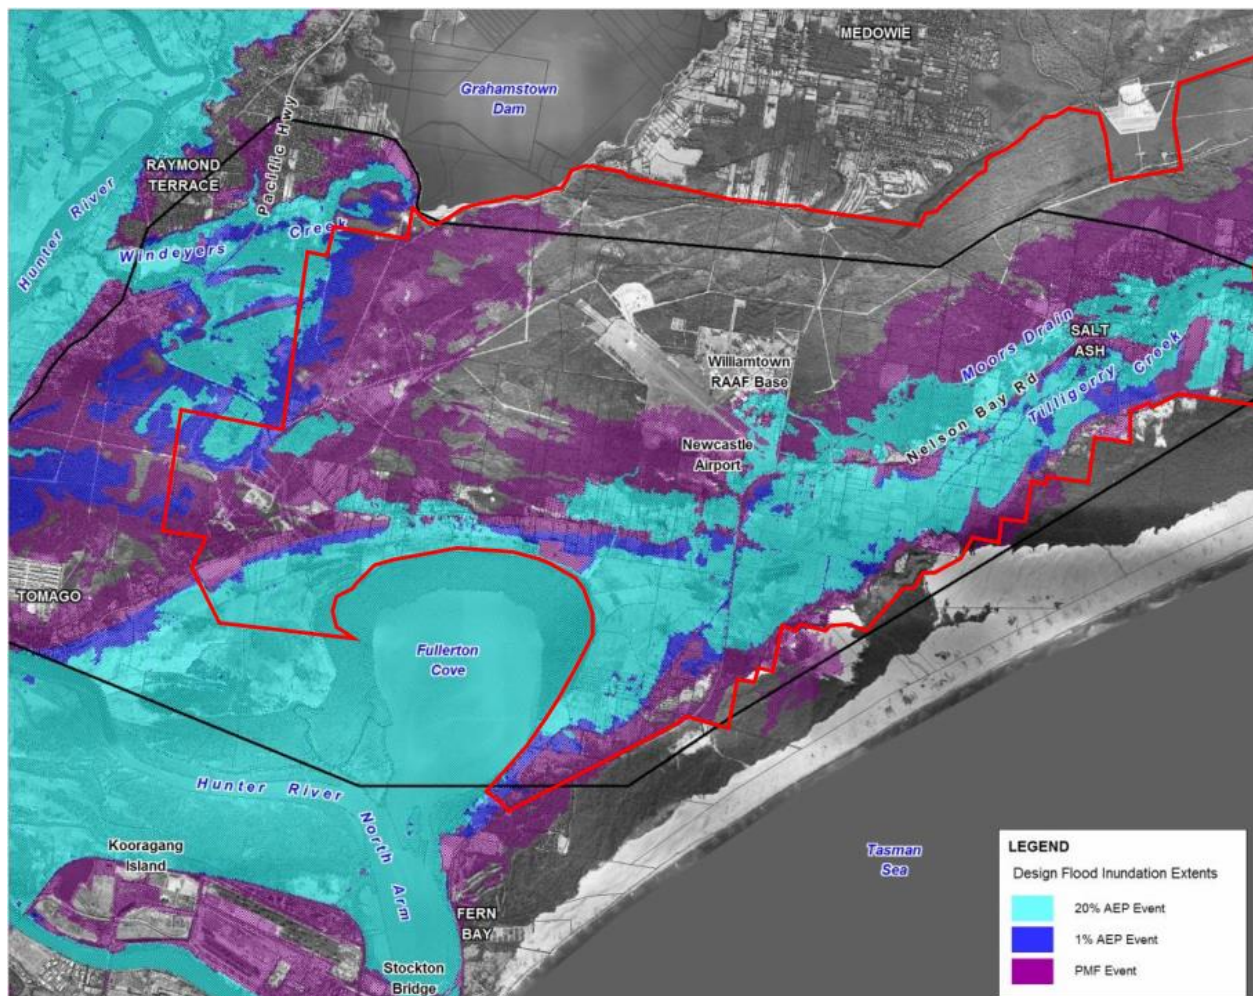 MEDOWIE
Grahamstown
Dam
Pacific Hwy
RAYMOND
TERRACE
Hunter River
Windeyers Creek
Moors Drain
SALT
ASH
Williamtown
RAAF Base
Tilligerry Creek
Nelson Bay Rd
Newcastle
Airport
TOMAGO
Fullerton
Cove
Hunter River
North Arm
Kooragang
Island
Tasman
Sea
FERN
BAY
Stockton
Bridge
LEGEND
Design Flood Inundation Extents
20% AEP Event
1% AEP Event
PMF Event